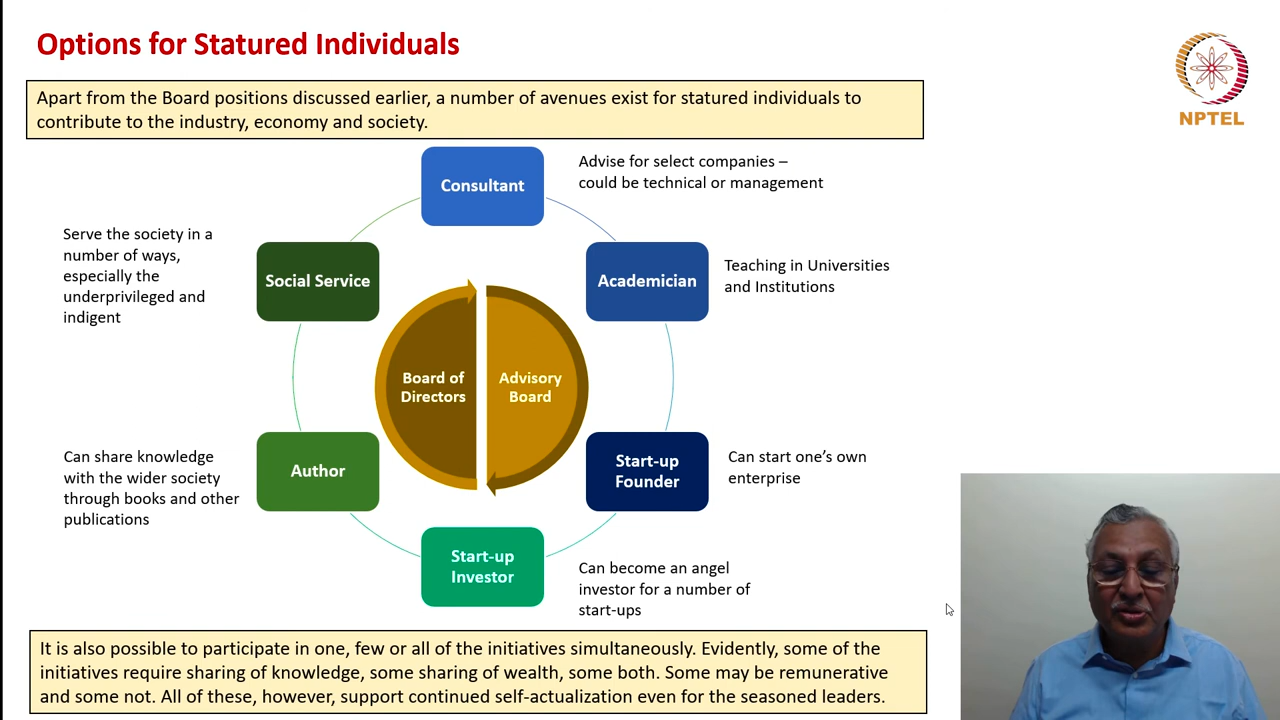 Options for Statured Individuals
NPTEL
Apart from the Board positions discussed earlier, a number of avenues exist for statured individuals to
contribute to the industry, economy and society.
Consultant
Advise for select companies –
could be technical or management
Academician
Teaching in Universities
and Institutions
Start-up
Founder
Can start one's own
enterprise
Start-up
Investor
Can become an angel
investor for a number of
start-ups
Author
Can share knowledge
with the wider society
through books and other
publications
Social Service
Serve the society in a
number of ways,
especially the
underprivileged and
indigent
Board of
Directors
Advisory
Board
It is also possible to participate in one, few or all of the initiatives simultaneously. Evidently, some of the
initiatives require sharing of knowledge, some sharing of wealth, some both. Some may be remunerative
and some not. All of these, however, support continued self-actualization even for the seasoned leaders.